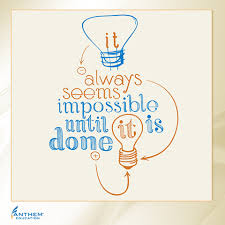 it
always
seems
impossible
until
done it is
ANTHEM
EDUCATION